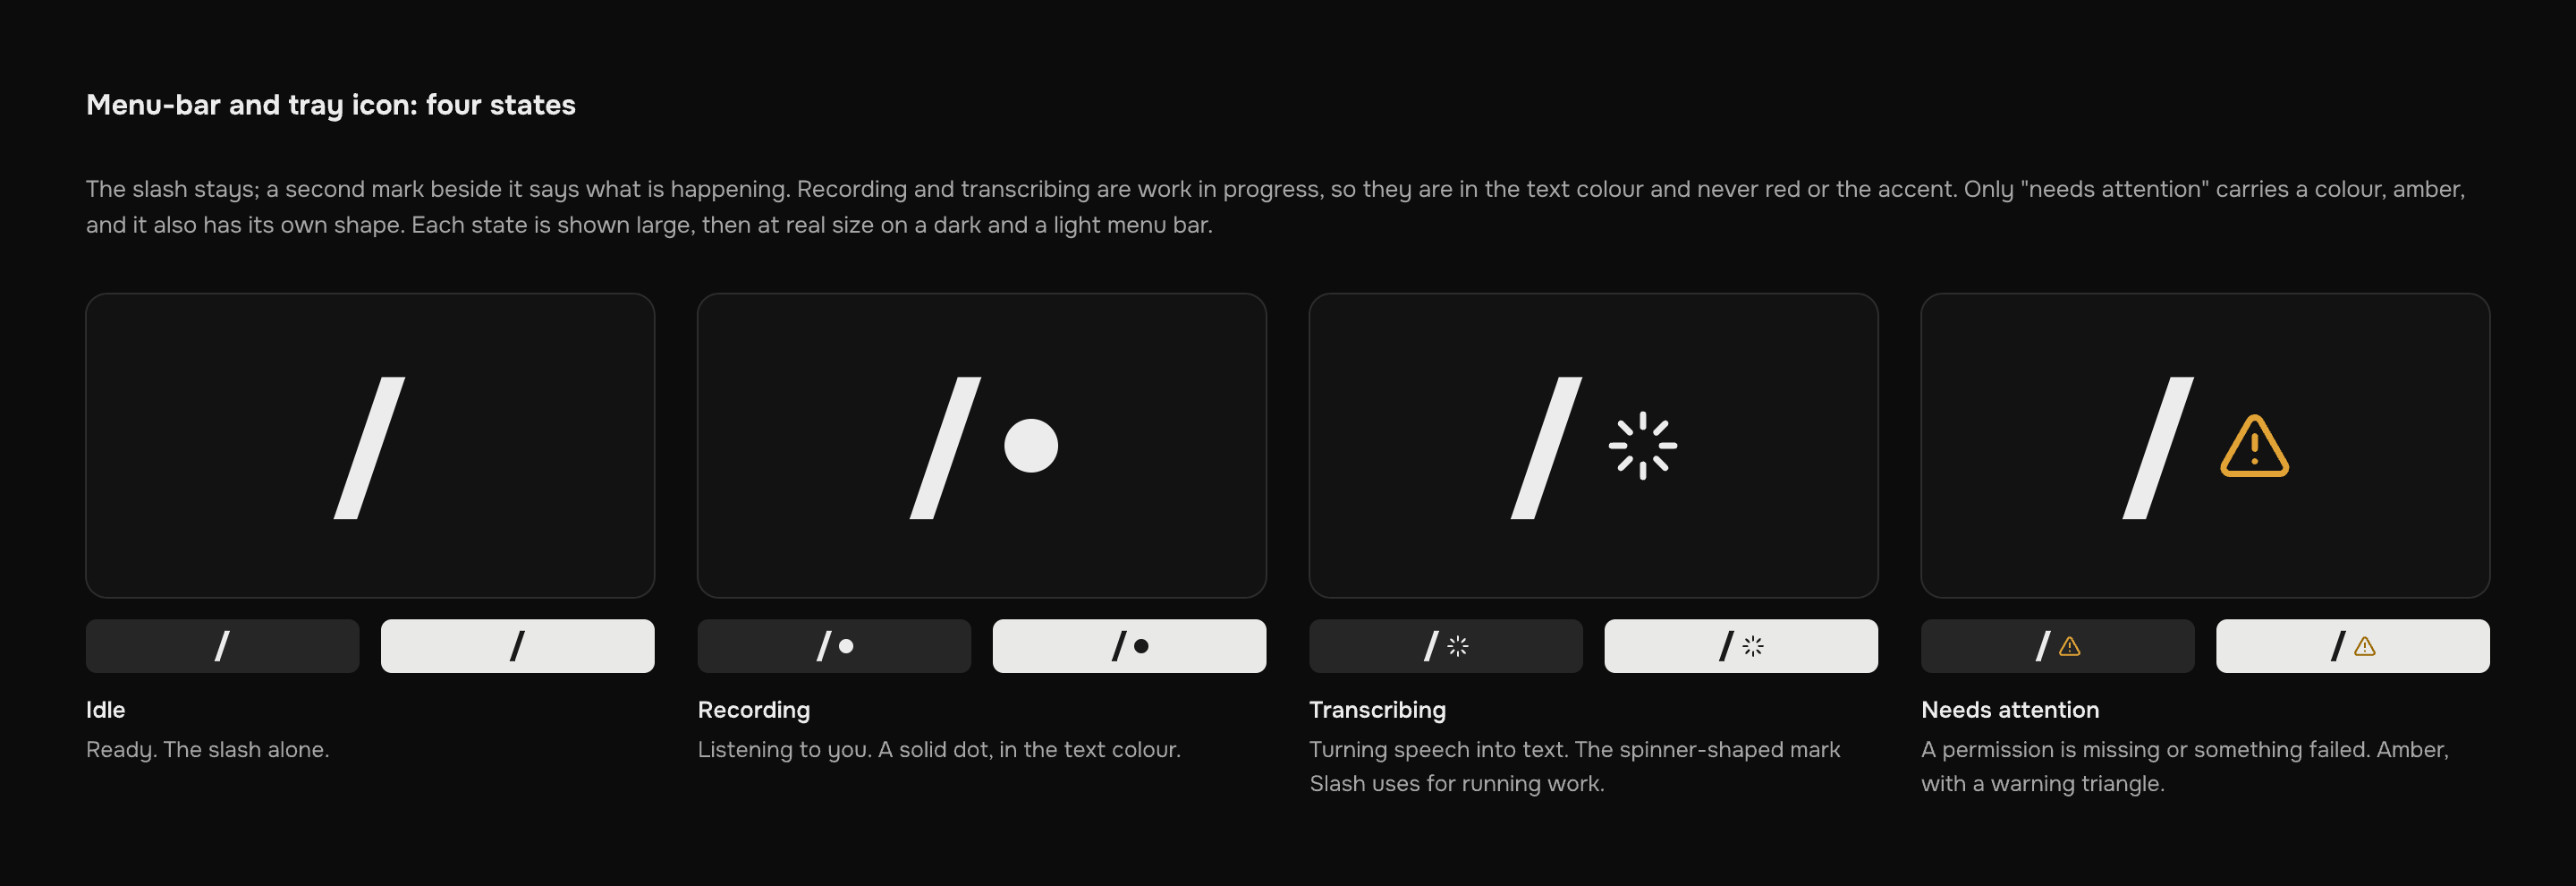 Menu-bar and tray icon: four states
The slash stays; a second mark beside it says what is happening. Recording and transcribing are work in progress, so they are in the text colour and never red or the accent. Only "needs attention" carries a colour, amber,
and it also has its own shape. Each state is shown large, then at real size on a dark and a light menu bar.
/
/
/
/
/ /
/ /
/ /
/ /
Idle
Ready. The slash alone.
Recording
Listening to you. A solid dot, in the text colour.
Transcribing
Turning speech into text. The spinner-shaped mark
Slash uses for running work.
Needs attention
A permission is missing or something failed. Amber,
with a warning triangle.